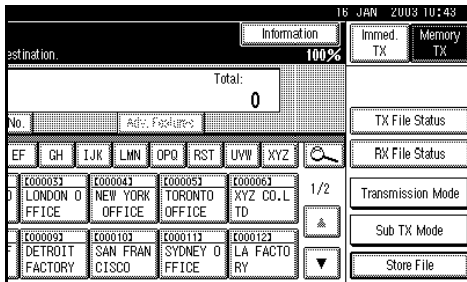 16 JAN 2003 10:43
Information
Immed. TX
Memory TX
estination.
100%
Total:
0
No.
Adv. Features
TX File Status
EF GH IJK LMN OPQ RST UVW XYZ
RX File Status
[00003] [00004] [00005] [00006]
LONDON O NEW YORK TORONTO XYZ CO.L
FFICE OFFICE OFFICE TD
1/2
Transmission Mode
Sub TX Mode
[00009] [00010] [00011] [00012]
F DETROIT SAN FRAN SYDNEY O LA FACTO
FACTORY CISCO FFICE RY
Store File